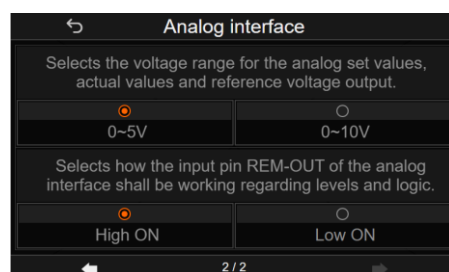 Analog interface
Selects the voltage range for the analog set values,
actual values and reference voltage output.
0~5V
0~10V
Selects how the input pin REM-OUT of the analog
interface shall be working regarding levels and logic.
High ON
Low ON
2/2